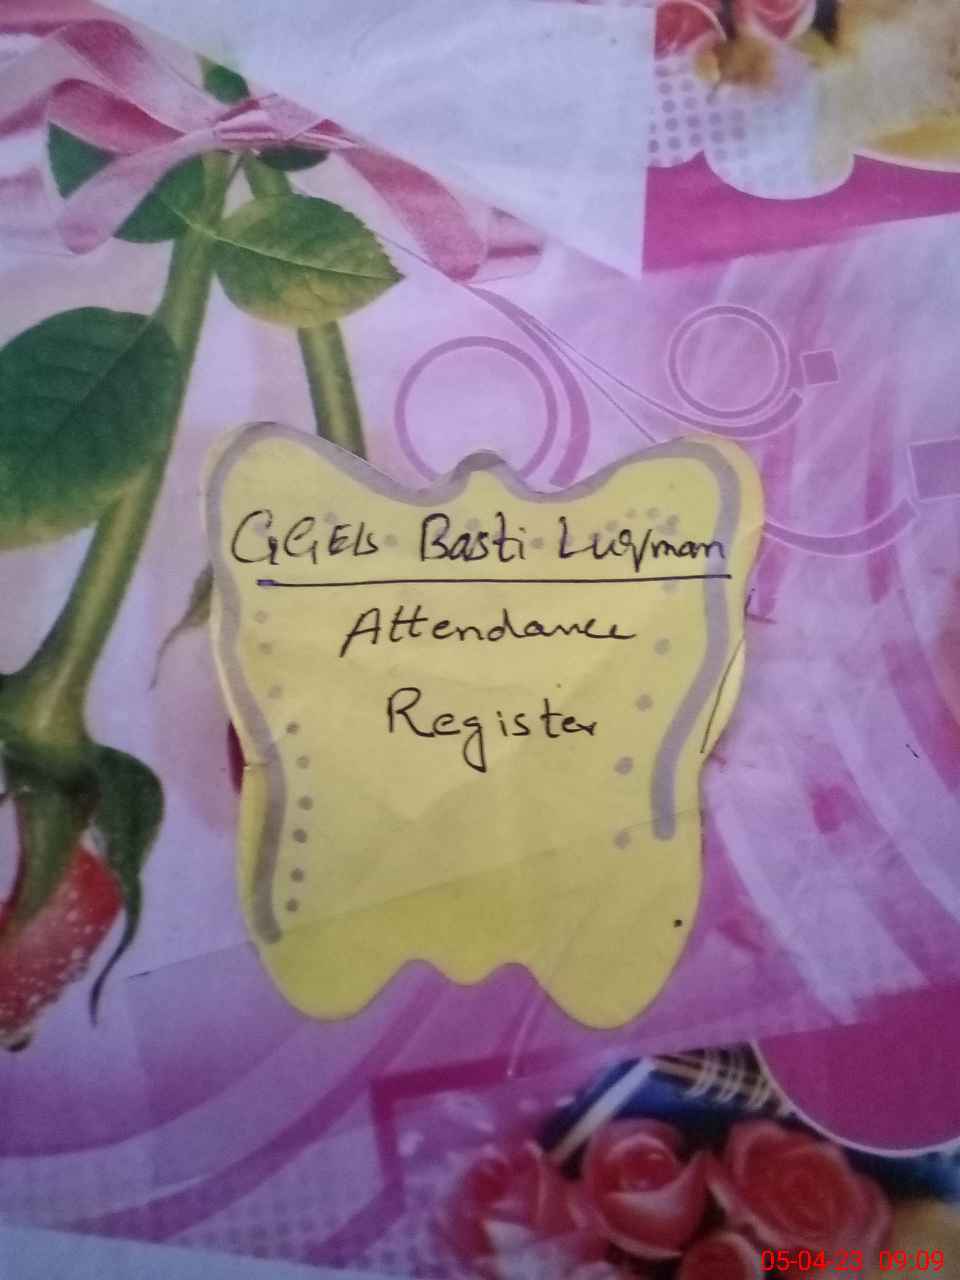 GGELS Basti Luqman
Attendance
Register
05-04-23 09:09